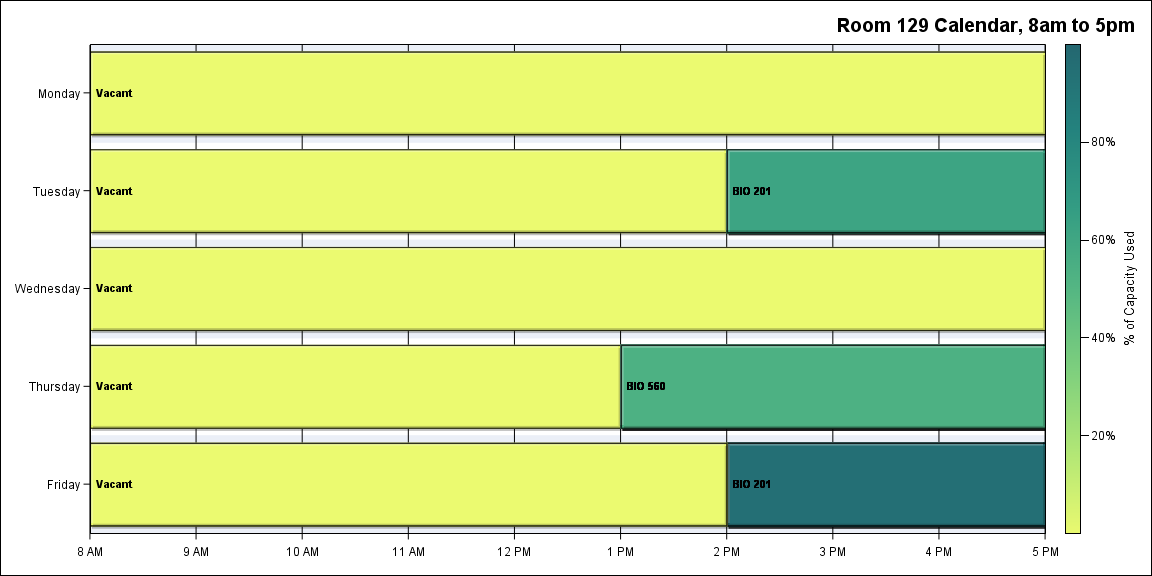 Room 129 Calendar, 8am to 5pm
Monday
Vacant
Tuesday
Vacant
BIO 201
Wednesday
Vacant
Thursday
Vacant
BIO 560
Friday
Vacant
BIO 201
8 AM
9 AM
10 AM
11 AM
12 PM
1 PM
2 PM
3 PM
4 PM
5 PM
80%
60%
40%
20%
% of Capacity Used